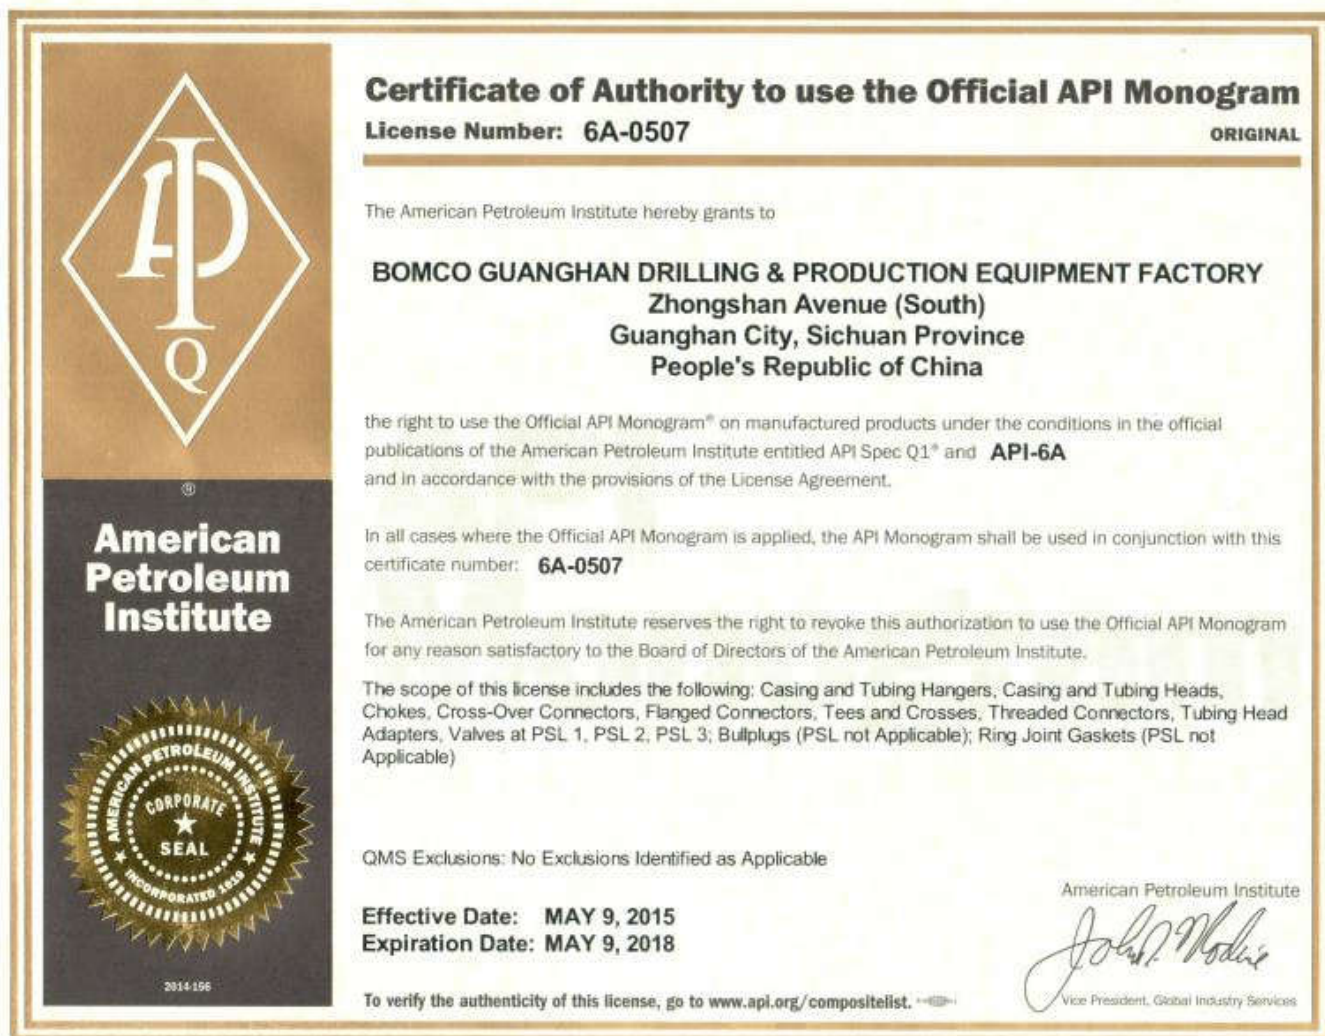 API
Q
®
American
Petroleum
Institute
AMERICAN PETROLEUM INSTITUTE
CORPORATE
SEAL
INCORPORATED 1919
2014-156
Certificate of Authority to use the Official API Monogram
License Number: 6A-0507
ORIGINAL
The American Petroleum Institute hereby grants to
BOMCO GUANGHAN DRILLING & PRODUCTION EQUIPMENT FACTORY
Zhongshan Avenue (South)
Guanghan City, Sichuan Province
People's Republic of China
the right to use the Official API Monogram® on manufactured products under the conditions in the official
publications of the American Petroleum Institute entitled API Spec Q1® and API-6A
and in accordance with the provisions of the License Agreement.
In all cases where the Official API Monogram is applied, the API Monogram shall be used in conjunction with this
certificate number: 6A-0507
The American Petroleum Institute reserves the right to revoke this authorization to use the Official API Monogram
for any reason satisfactory to the Board of Directors of the American Petroleum Institute.
The scope of this license includes the following: Casing and Tubing Hangers, Casing and Tubing Heads,
Chokes, Cross-Over Connectors, Flanged Connectors, Tees and Crosses, Threaded Connectors, Tubing Head
Adapters, Valves at PSL 1, PSL 2, PSL 3; Bullplugs (PSL not Applicable); Ring Joint Gaskets (PSL not
Applicable)
QMS Exclusions: No Exclusions Identified as Applicable
Effective Date: MAY 9, 2015
Expiration Date: MAY 9, 2018
To verify the authenticity of this license, go to www.api.org/compositelist.
American Petroleum Institute
Vice President, Global Industry Services